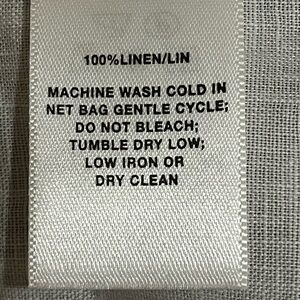 100%LINEN/LIN
MACHINE WASH COLD IN
NET BAG GENTLE CYCLE;
DO NOT BLEACH;
TUMBLE DRY LOW;
LOW IRON OR
DRY CLEAN